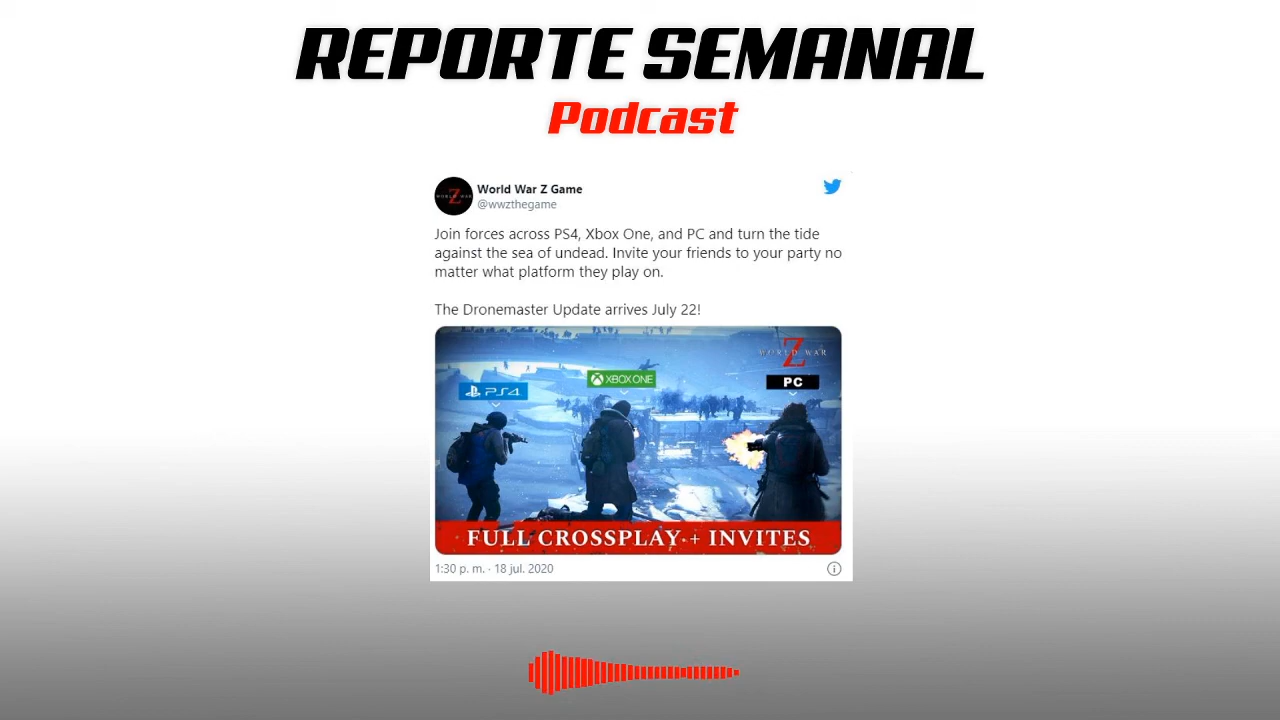 REPORTE SEMANAL
Podcast
World War Z Game
@wwzthegame
Join forces across PS4, Xbox One, and PC and turn the tide
against the sea of undead. Invite your friends to your party no
matter what platform they play on.
The Dronemaster Update arrives July 22!
WORLD WAR
Z
PS4
XBOX ONE
PC
FULL CROSSPLAY + INVITES
1:30 p. m. · 18 jul. 2020